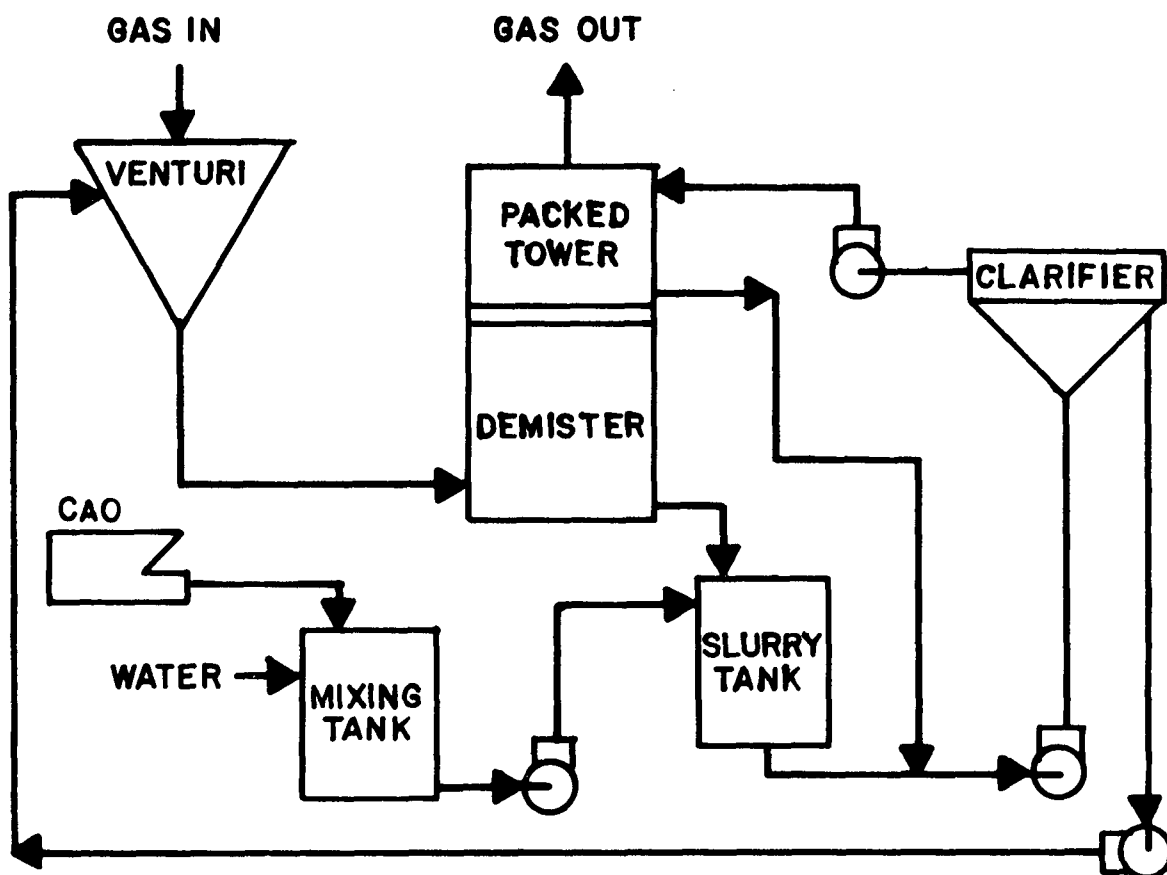 GAS IN
GAS OUT
VENTURI
PACKED
TOWER
CLARIFIER
DEMISTER
CAO
SLURRY
TANK
WATER
MIXING
TANK